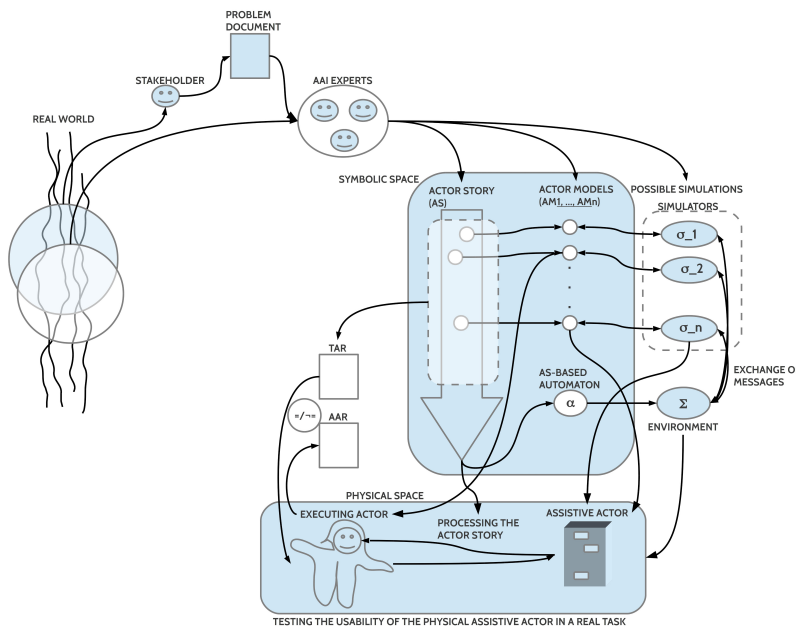 PROBLEM
DOCUMENT
STAKEHOLDER
AAI EXPERTS
REAL WORLD
SYMBOLIC SPACE
ACTOR STORY
(AS)
ACTOR MODELS
(AM1, ..., AMn)
POSSIBLE SIMULATIONS
SIMULATORS
σ_1
σ_2
σ_n
TAR
=/¬=
AAR
AS-BASED
AUTOMATON
α
Σ
ENVIRONMENT
EXCHANGE O
MESSAGES
PHYSICAL SPACE
EXECUTING ACTOR
PROCESSING THE
ACTOR STORY
ASSISTIVE ACTOR
TESTING THE USABILITY OF THE PHYSICAL ASSISTIVE ACTOR IN A REAL TASK